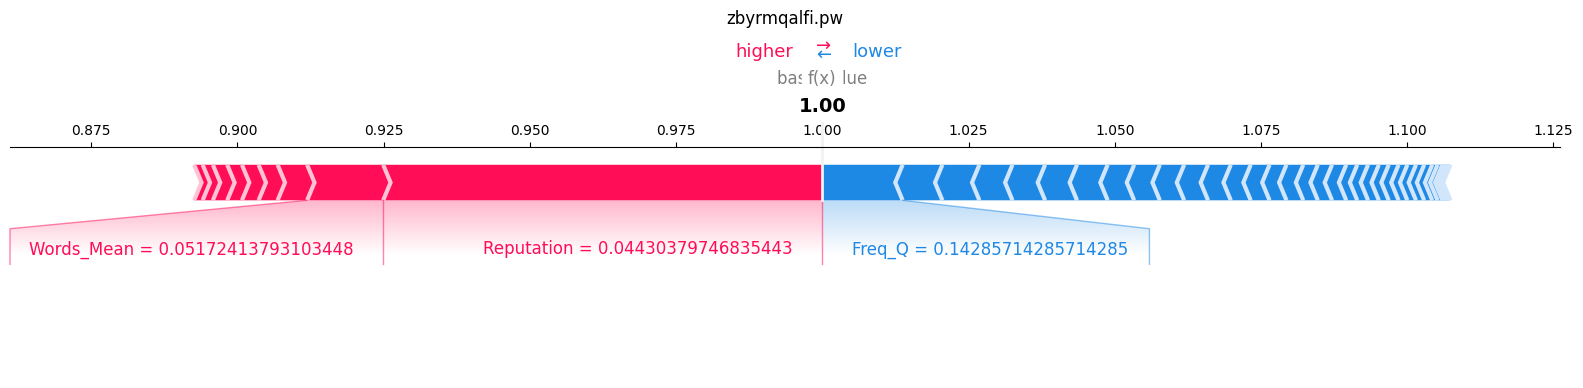 zbyrmqalfi.pw
higher → ← lower
f(x)
1.00
0.875 0.900 0.925 0.950 0.975 1.000 1.025 1.050 1.075 1.100 1.125
Words_Mean = 0.05172413793103448 Reputation = 0.04430379746835443 Freq_Q = 0.14285714285714285